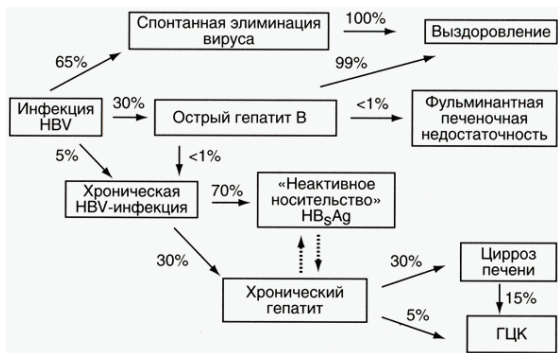 Спонтанная элиминация
вируса
100%
Выздоровление
65%
99%
Инфекция
HBV
30%
Острый гепатит В
<1%
Фульминантная
печеночная
недостаточность
5%
<1%
Хроническая
HBV-инфекция
70%
«Неактивное
носительство»
HBSAg
30%
Хронический
гепатит
30%
Цирроз
печени
15%
5%
ГЦК